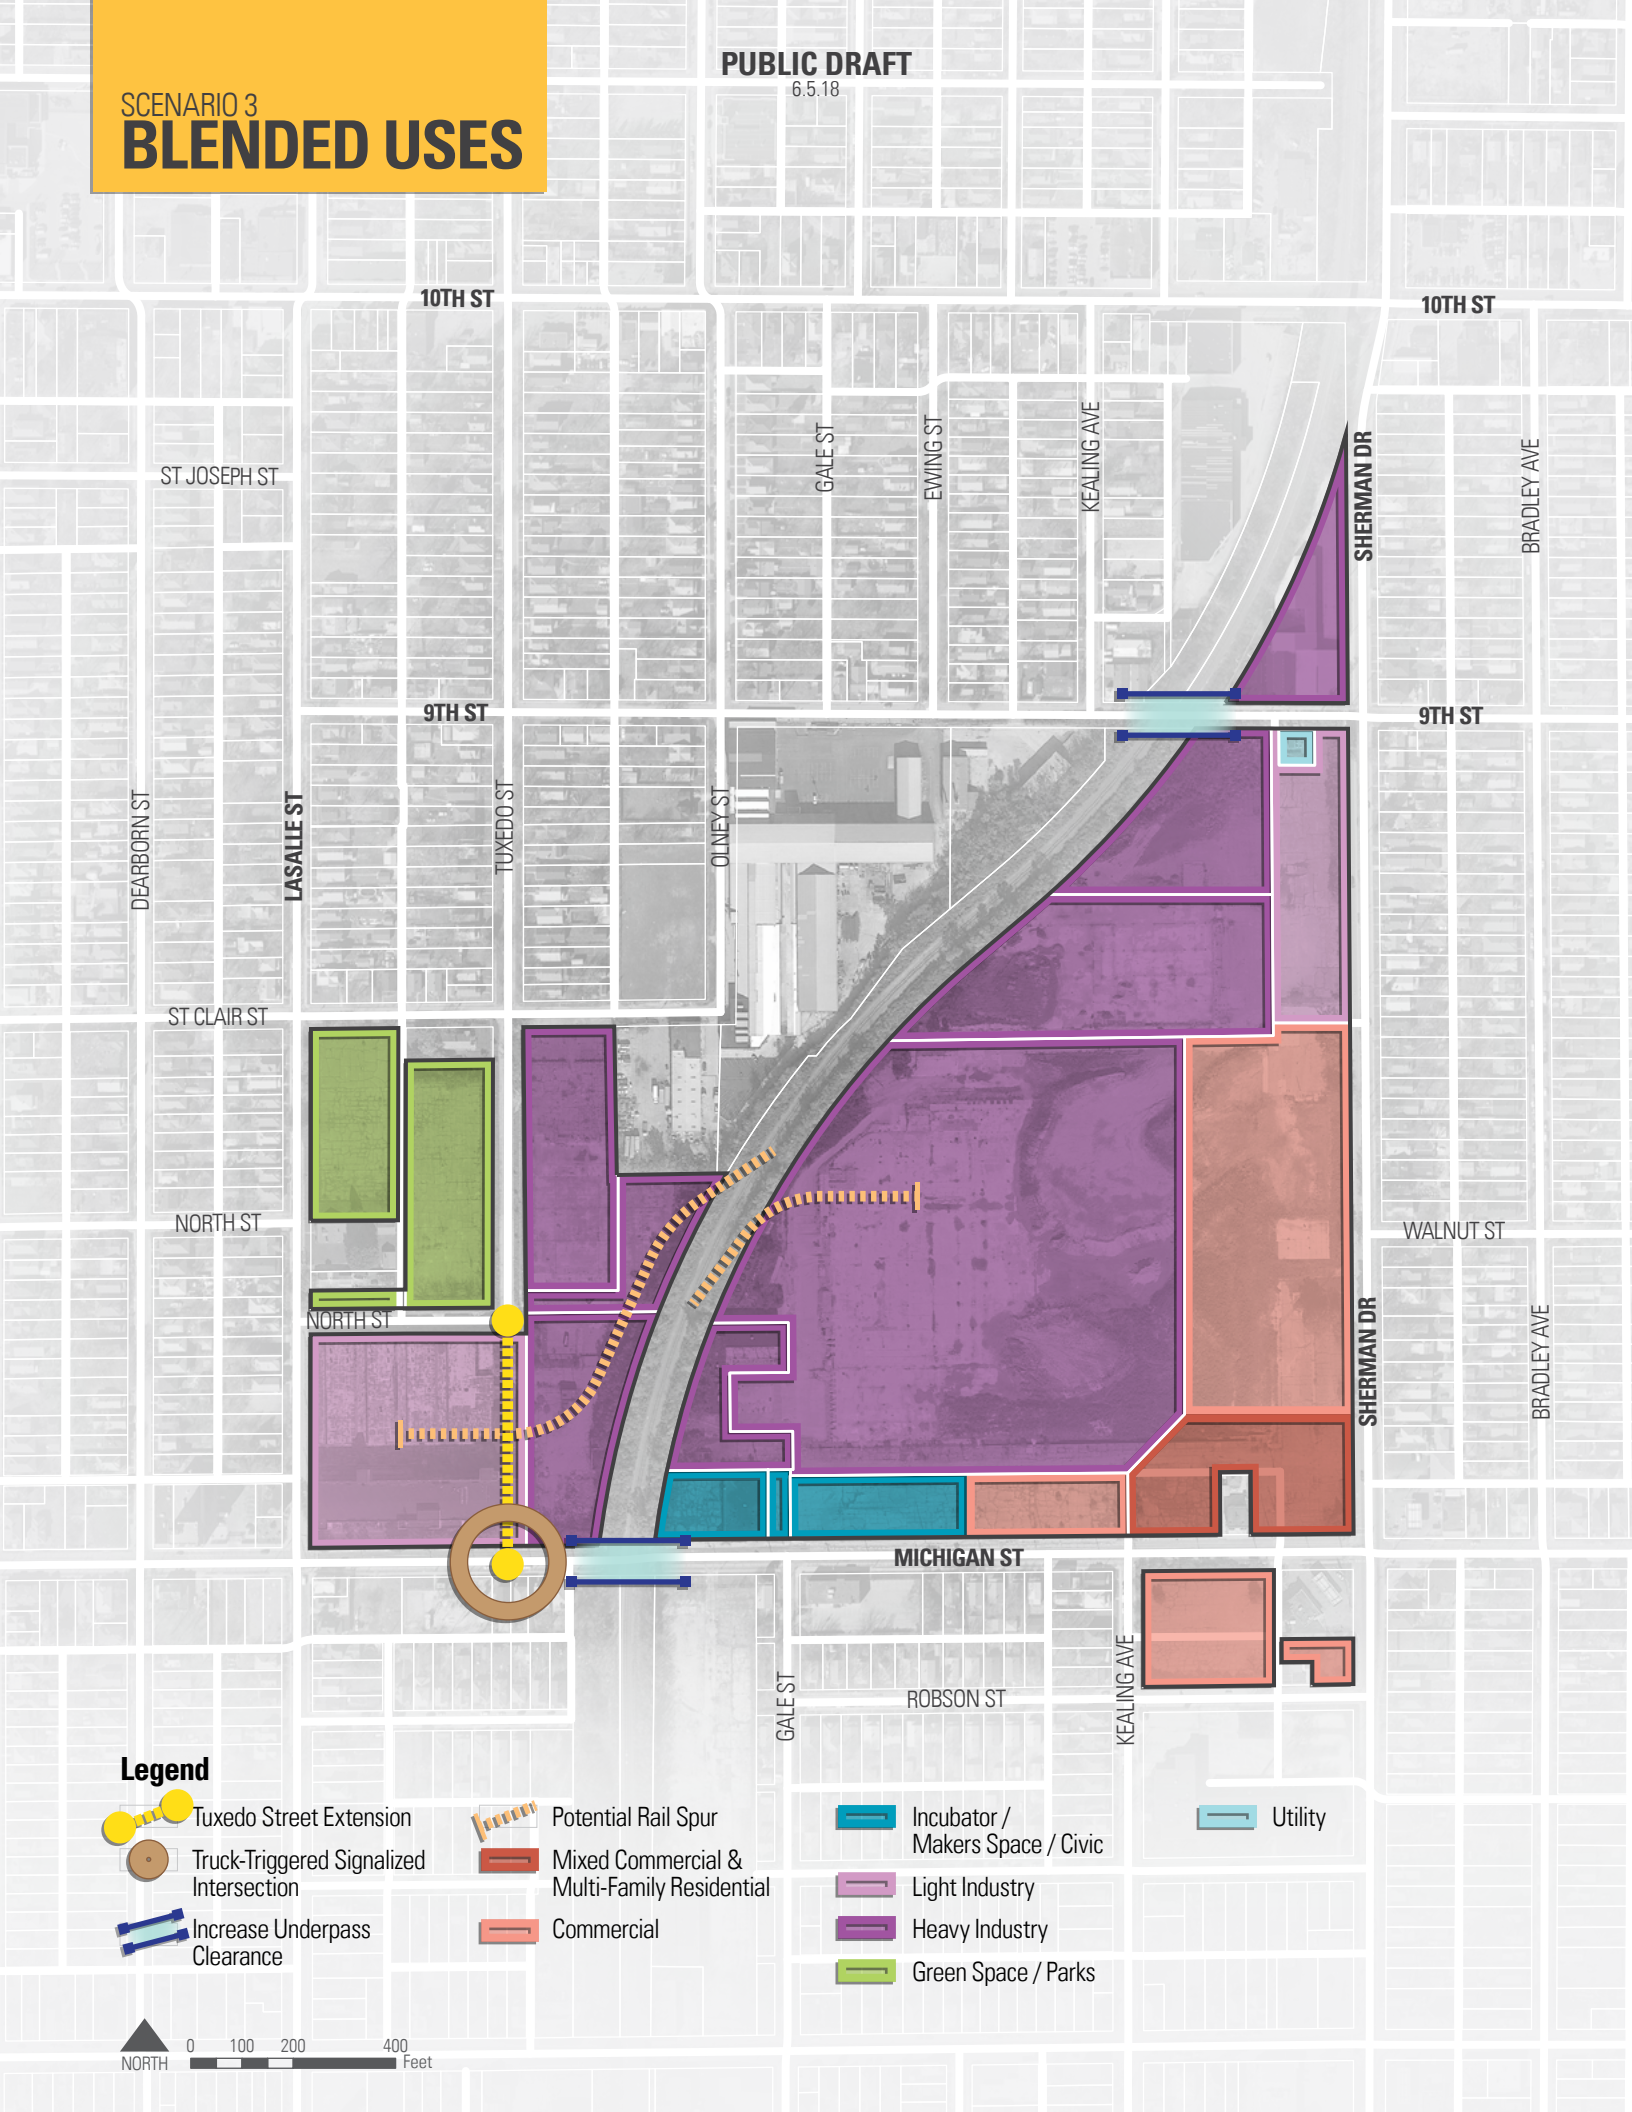 PUBLIC DRAFT
6.5.18
SCENARIO 3
BLENDED USES
10TH ST
10TH ST
ST JOSEPH ST
GALE ST
EWING ST
KEALING AVE
SHERMAN DR
BRADLEY AVE
9TH ST
9TH ST
DEARBORN ST
LASALLE ST
TUXEDO ST
OLNEY ST
ST CLAIR ST
NORTH ST
WALNUT ST
NORTH ST
SHERMAN DR
BRADLEY AVE
MICHIGAN ST
GALE ST
ROBSON ST
KEALING AVE
Legend
Tuxedo Street Extension
Truck-Triggered Signalized
Intersection
Increase Underpass
Clearance
Potential Rail Spur
Mixed Commercial &
Multi-Family Residential
Commercial
Incubator /
Makers Space / Civic
Light Industry
Heavy Industry
Green Space / Parks
Utility
NORTH
0 100 200 400
Feet